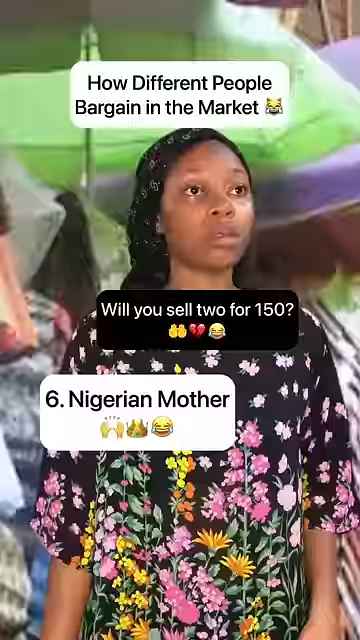 How Different People
Bargain in the Market 😹
Will you sell two for 150?
🤲💔😂
6. Nigerian Mother
🙌👑😂